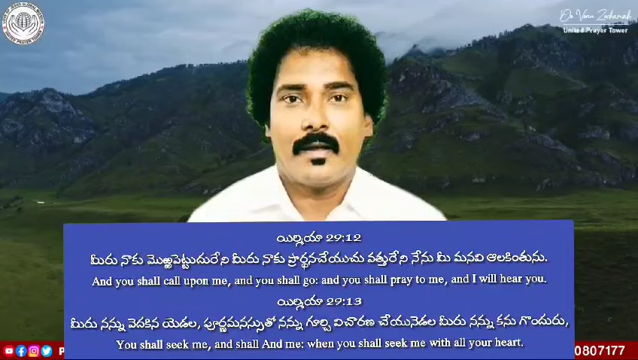 Dr Venu Zechariah
United Prayer Tower
యిర్మియా 29:12
మీరు నాకు మొఱ్ఱపెట్టుదురేని మీరు నాకు ప్రార్థనచేయుచు వత్తురేని నేను మీ మనవి ఆలకింతును.
And you shall call upon me, and you shall go: and you shall pray to me, and I will hear you.
యిర్మియా 29:13
మీరు నన్ను వెదకిన యెడల, పూర్ణమనస్సుతో నన్ను గూర్చి విచారణ చేయునెడల మీరు నన్ను కను గొందురు,
You shall seek me, and shall And me: when you shall seek me with all your heart.
P
0807177